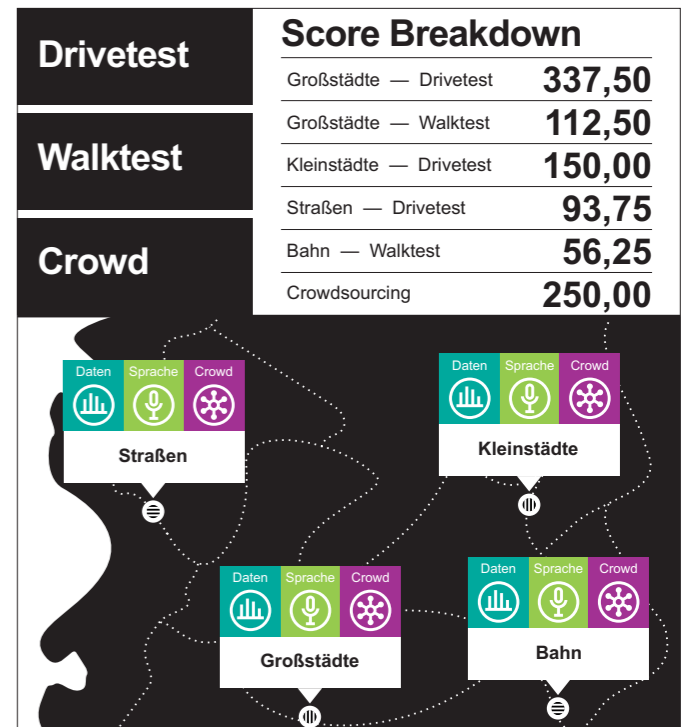 Drivetest
Walktest
Crowd
Score Breakdown
Großstädte — Drivetest 337,50
Großstädte — Walktest 112,50
Kleinstädte — Drivetest 150,00
Straßen — Drivetest 93,75
Bahn — Walktest 56,25
Crowdsourcing 250,00
Daten Sprache Crowd
Straßen
Daten Sprache Crowd
Kleinstädte
Daten Sprache Crowd
Großstädte
Daten Sprache Crowd
Bahn